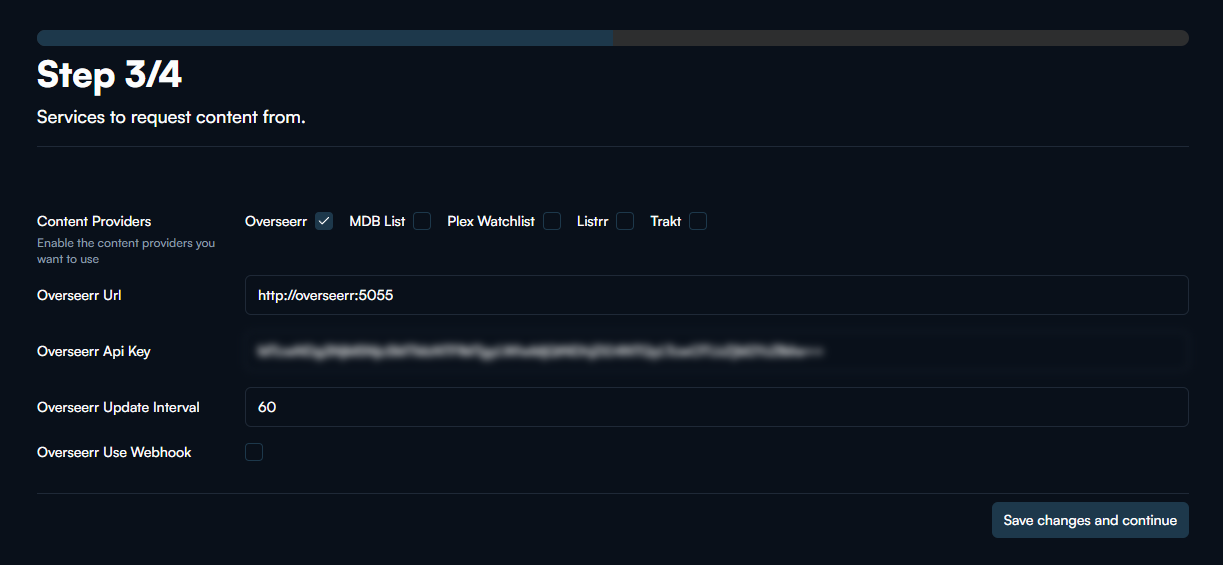 Step 3/4
Services to request content from.
Content Providers
Enable the content providers you
want to use
Overseerr MDB List Plex Watchlist Listrr Trakt
Overseerr Url
http://overseerr:5055
Overseerr Api Key
Overseerr Update Interval
60
Overseerr Use Webhook
Save changes and continue